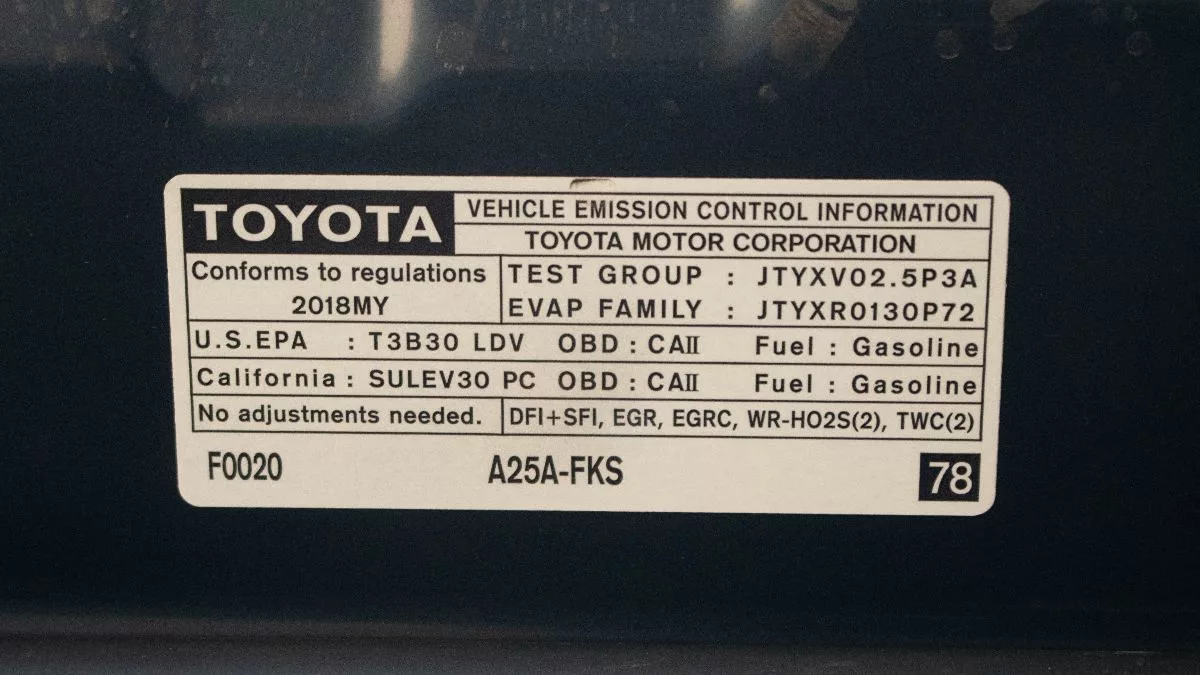 TOYOTA
VEHICLE EMISSION CONTROL INFORMATION
TOYOTA MOTOR CORPORATION
Conforms to regulations
2018MY
TEST GROUP : JTYXV02.5P3A
EVAP FAMILY : JTYXR0130P72
U.S.EPA : T3B30 LDV OBD : CAII Fuel : Gasoline
California : SULEV30 PC OBD : CAII Fuel : Gasoline
No adjustments needed. DFI+SFI, EGR, EGRC, WR-HO2S(2), TWC(2)
F0020 A25A-FKS 78